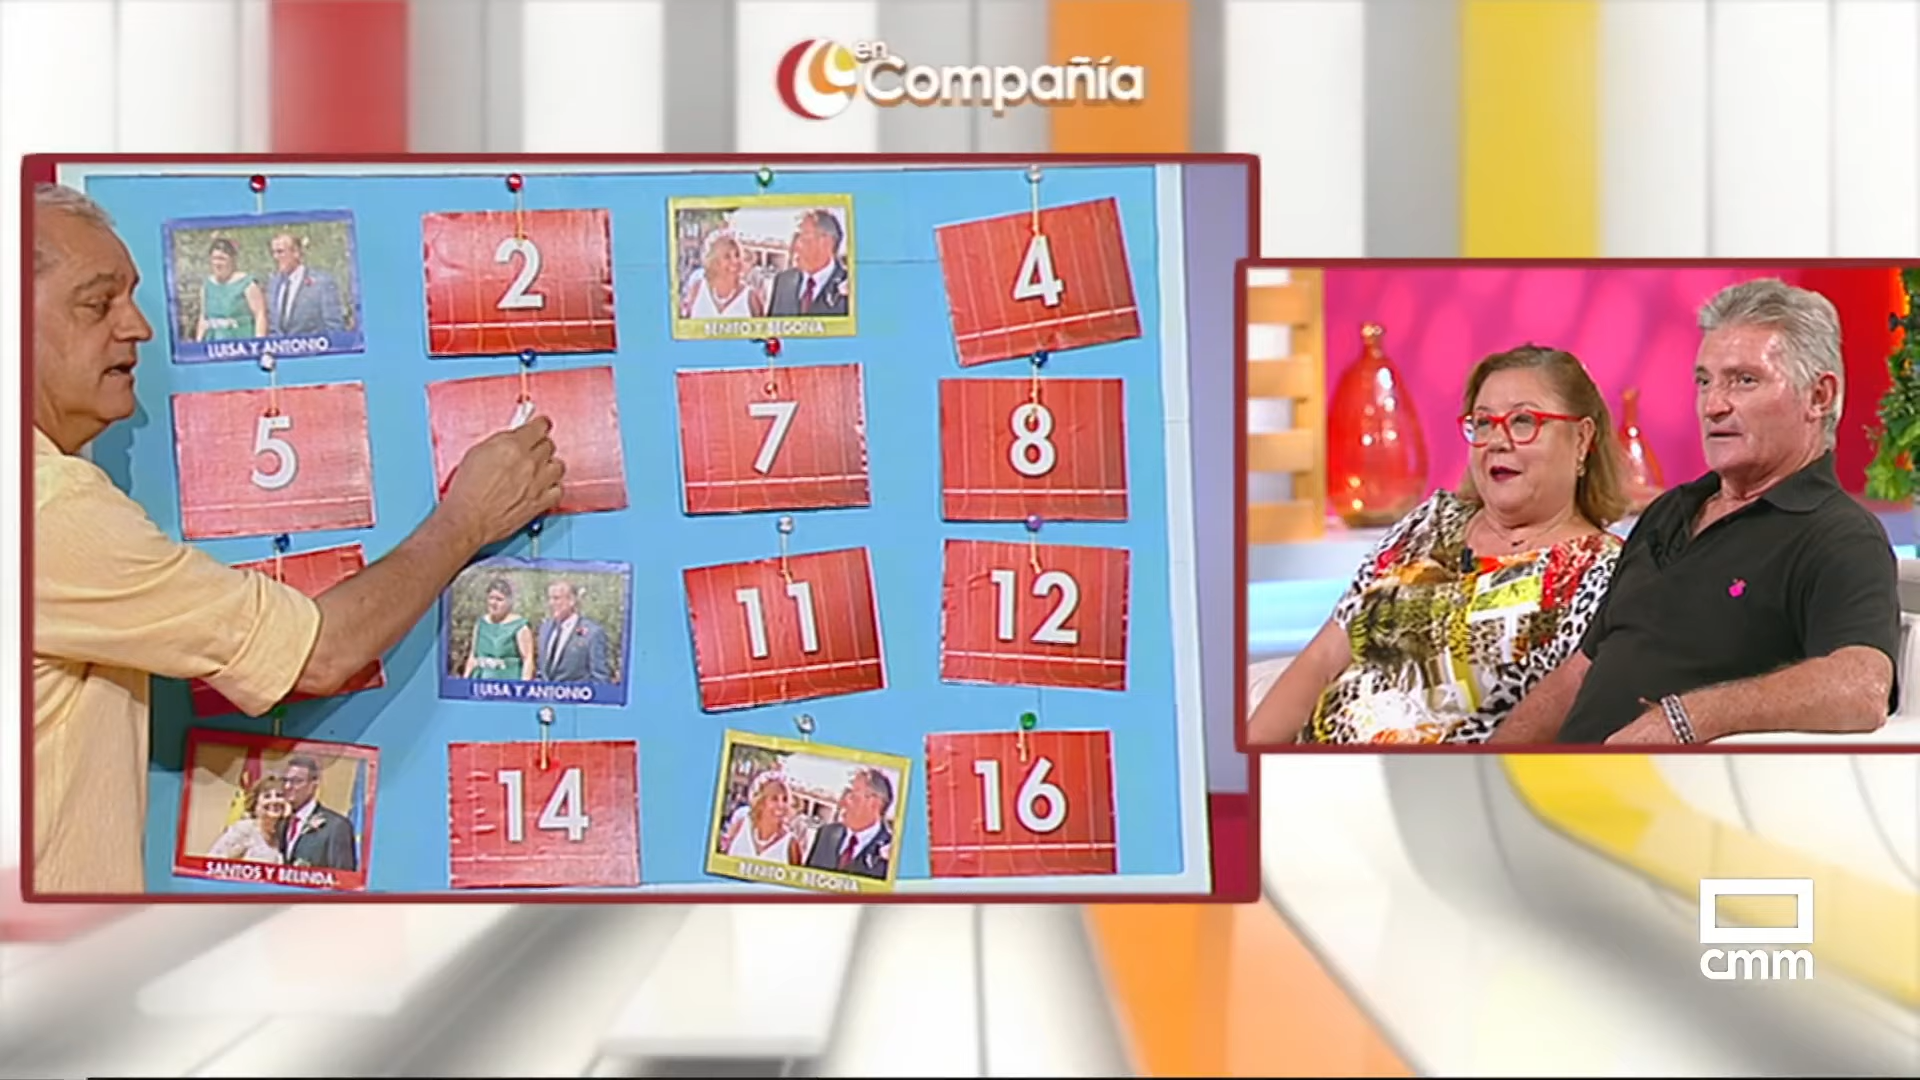 en
Compañía
LUISA Y ANTONIO
2
BENITO Y BEGOÑA
4
5
7
8
LUISA Y ANTONIO
11
12
SANTOS Y BELINDA
14
BENITO Y BEGOÑA
16
cmm